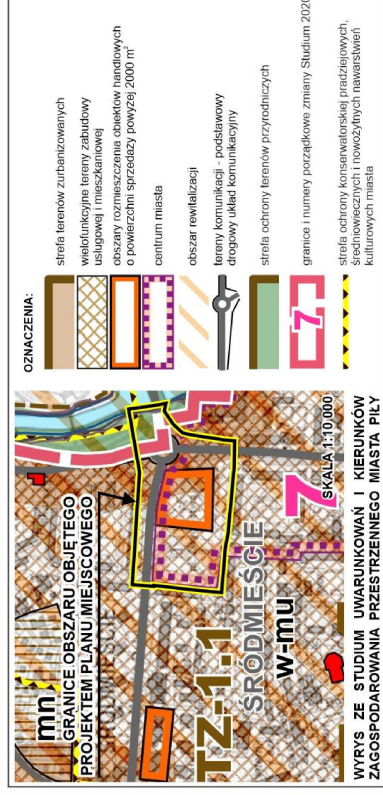 mn
GRANICE OBSZARU OBJĘTEGO
PROJEKTEM PLANU MIEJSCOWEGO
TZ-1.1
ŚRÓDMIEŚCIE
w-mu
7
SKALA 1:10,000
WYRYS ZE STUDIUM UWARUNKOWAŃ I KIERUNKÓW
ZAGOSPODAROWANIA PRZESTRZENNEGO MIASTA PIŁY
OZNACZENIA:
strefa terenów zurbanizowanych
wielofunkcyjne tereny zabudowy
usługowej i mieszkaniowej
obszary rozmieszczenia obiektów handlowych
o powierzchni sprzedaży powyżej 2000 m²
centrum miasta
obszar rewitalizacji
tereny komunikacji - podstawowy
drogowy układ komunikacyjny
strefa ochrony terenów przyrodniczych
7
granice i numery porządkowe zmiany Studium 2020
strefa ochrony konserwatorskiej pradziejowych,
średniowiecznych i nowożytnych nawarstwień
kulturowych miasta